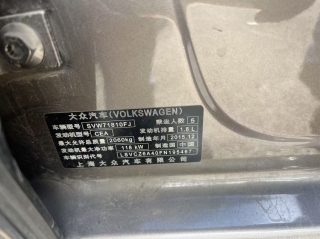 大众汽车(VOLKSWAGEN)
车辆型号 SVW71810FJ 乘坐人数 5
发动机型号 CEA 发动机排量 1.8 L
最大允许总质量 2060kg 制造年月 2015.12
发动机最大净功率 118 kW 制造国 中国
车辆识别代号 LSVCZ6A40FN195467
上海大众汽车有限公司